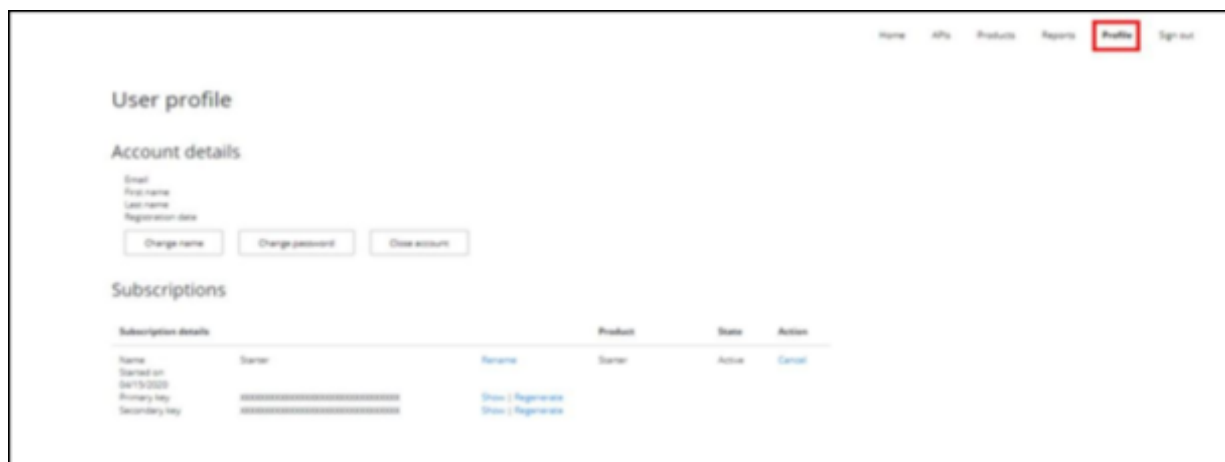 Home APIs Products Reports Profile Sign out
User profile
Account details
Email
First name
Last name
Registration date
Change name Change password Close account
Subscriptions
Subscription details Product State Action
Name Starter Rename Starter Active Cancel
Started on
04/15/2020
Primary key Show | Regenerate
Secondary key Show | Regenerate